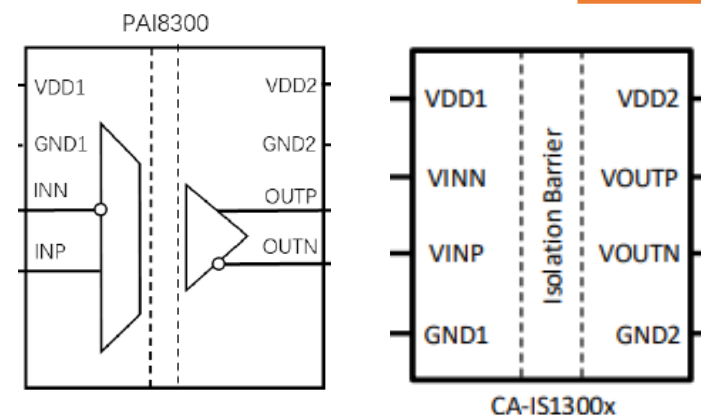 PAI8300
VDD1
VDD2
GND1
GND2
INN
OUTP
INP
OUTN
VDD1
VDD2
VINN
VOUTP
Isolation Barrier
VINP
VOUTN
GND1
GND2
CA-IS1300x